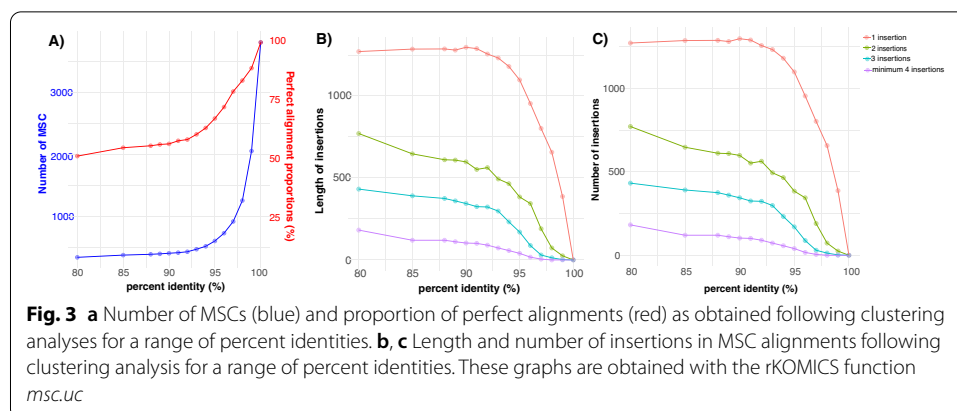 A)
Number of MSC
3000
2000
1000
100
75
50
25
Perfect alignment proportions (%)
80
85
90
95
100
percent identity (%)
B)
Length of insertions
1000
500
0
80
85
90
95
100
percent identity (%)
C)
Number of insertions
1000
500
0
80
85
90
95
100
percent identity (%)
1 insertion
2 insertions
3 insertions
minimum 4 insertions
Fig. 3 a Number of MSCs (blue) and proportion of perfect alignments (red) as obtained following clustering
analyses for a range of percent identities. b, c Length and number of insertions in MSC alignments following
clustering analysis for a range of percent identities. These graphs are obtained with the rKOMICS function
msc.uc